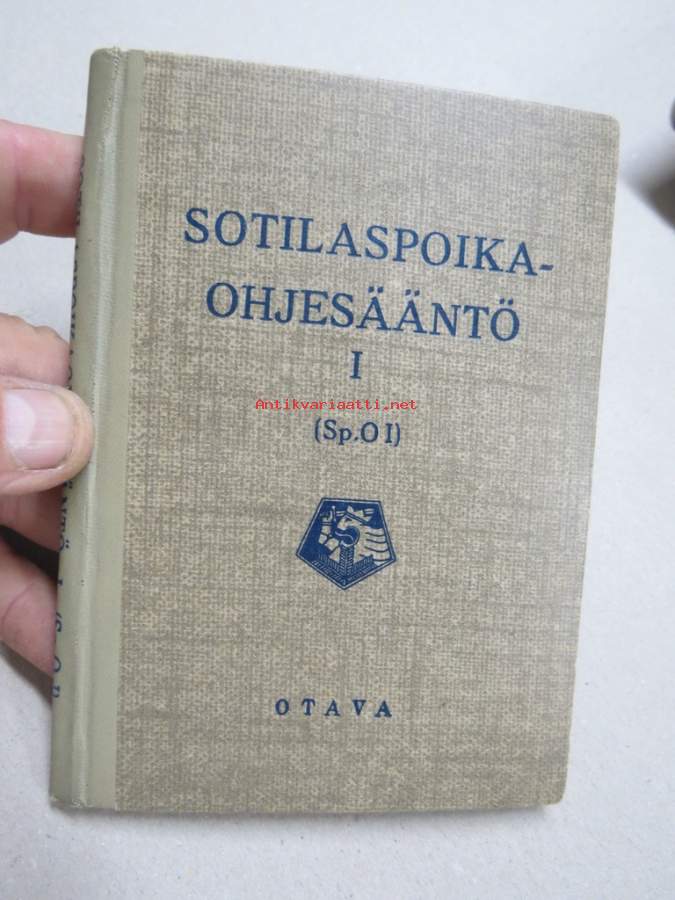 SOTILASPOIKA-
OHJESÄÄNTÖ
I
Antikvariaatti.net
(Sp.O I)
OTAVA